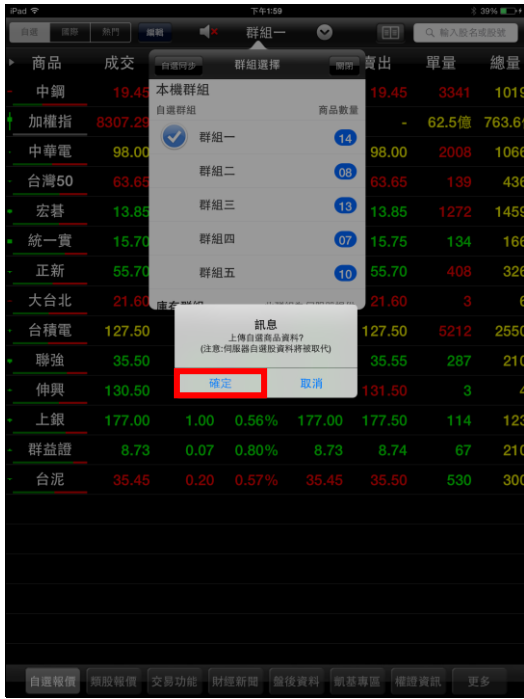 iPad 下午1:59 39%
自選 國際 熱門 編輯 群組一 輸入股名或股號
商品 成交 自選同步 群組選擇 關閉 賣出 單量 總量
本機群組
自選群組 商品數量
群組一 14
群組二 08
群組三 13
群組四 07
群組五 10
中鋼 19.45 19.45 3341 1019
加權指 8307.29 - 62.5億 763.6
中華電 98.00 98.00 2008 1066
台灣50 63.65 63.65 139 436
宏碁 13.85 13.85 1272 1459
統一實 15.70 15.75 134 166
正新 55.70 55.70 408 326
大台北 21.60 21.60 3
台積電 127.50 127.50 5212 2550
聯強 35.50 35.55 287 210
伸興 130.50 131.50 3
上銀 177.00 1.00 0.56% 177.00 177.50 114 123
群益證 8.73 0.07 0.80% 8.73 8.74 67 210
台泥 35.45 0.20 0.57% 35.45 35.50 530 300
訊息
上傳自選商品資料?
(注意:伺服器自選股資料將被取代)
確定 取消
自選報價 類股報價 交易功能 財經新聞 盤後資料 凱基專區 權證資訊 更多